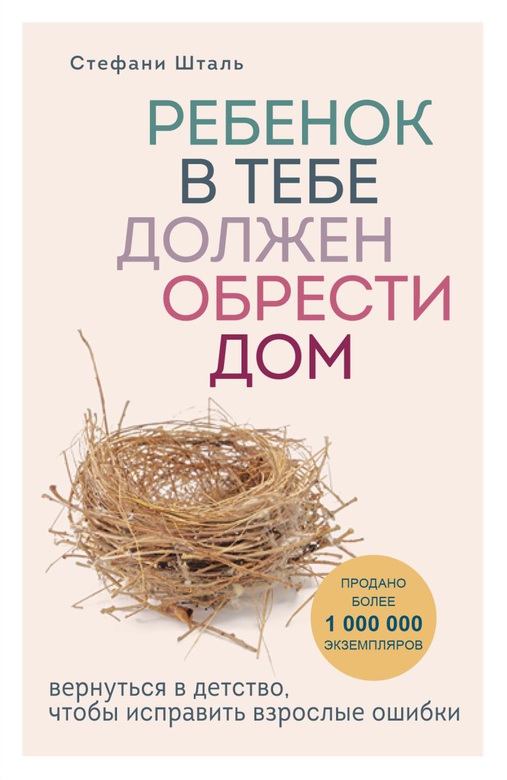 Стефани Шталь
РЕБЕНОК
В ТЕБЕ
ДОЛЖЕН
ОБРЕСТИ
ДОМ
ПРОДАНО
БОЛЕЕ
1 000 000
ЭКЗЕМПЛЯРОВ
вернуться в детство,
чтобы исправить взрослые ошибки